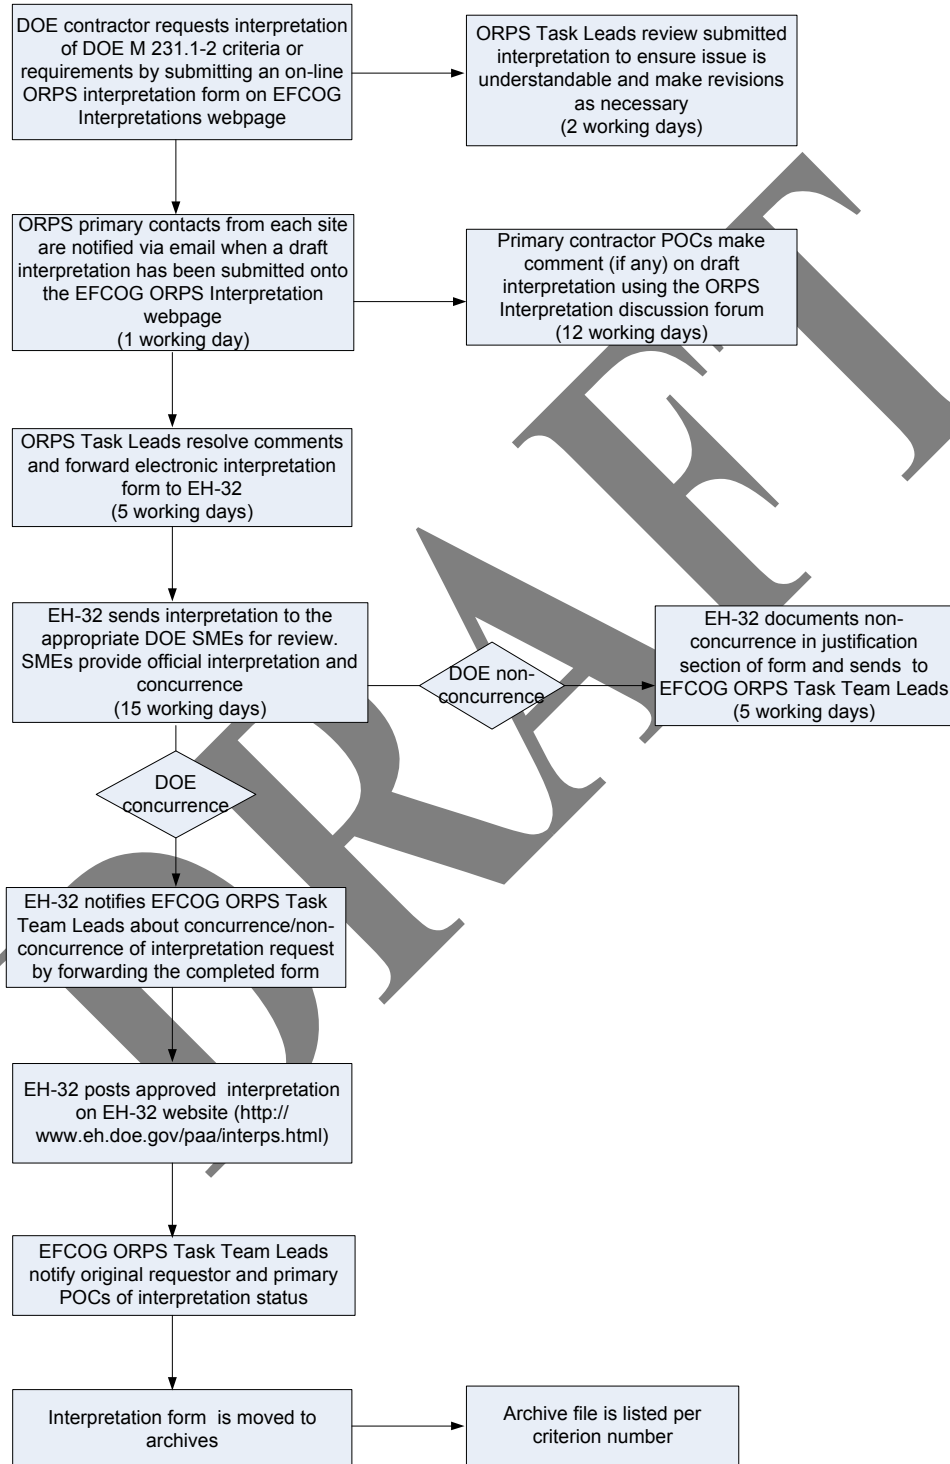 DOE contractor requests interpretation
of DOE M 231.1-2 criteria or
requirements by submitting an on-line
ORPS interpretation form on EFCOG
Interpretations webpage
ORPS Task Leads review submitted
interpretation to ensure issue is
understandable and make revisions
as necessary
(2 working days)
ORPS primary contacts from each site
are notified via email when a draft
interpretation has been submitted onto
the EFCOG ORPS Interpretation
webpage
(1 working day)
Primary contractor POCs make
comment (if any) on draft
interpretation using the ORPS
Interpretation discussion forum
(12 working days)
ORPS Task Leads resolve comments
and forward electronic interpretation
form to EH-32
(5 working days)
EH-32 sends interpretation to the
appropriate DOE SMEs for review.
SMEs provide official interpretation and
concurrence
(15 working days)
DOE non-
concurrence
EH-32 documents non-
concurrence in justification
section of form and sends to
EFCOG ORPS Task Team Leads
(5 working days)
DOE
concurrence
EH-32 notifies EFCOG ORPS Task
Team Leads about concurrence/non-
concurrence of interpretation request
by forwarding the completed form
EH-32 posts approved interpretation
on EH-32 website (http://
www.eh.doe.gov/paa/interps.html)
EFCOG ORPS Task Team Leads
notify original requestor and primary
POCs of interpretation status
Interpretation form is moved to
archives
Archive file is listed per
criterion number
DRAFT